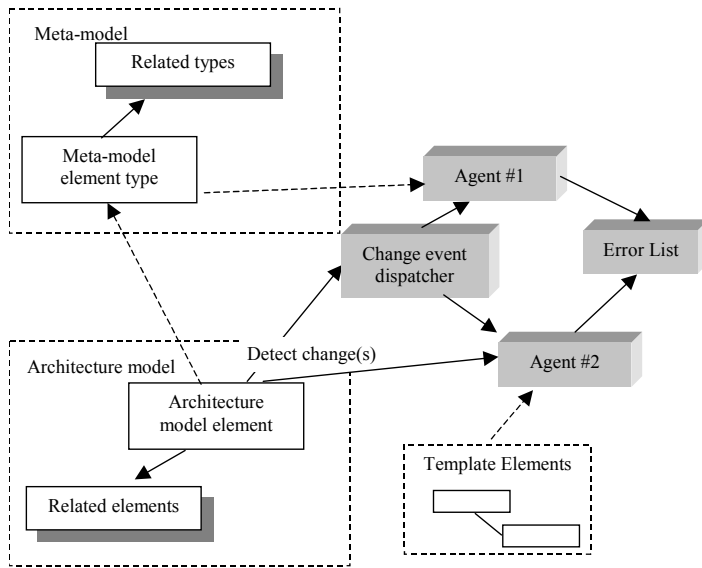 Meta-model
Related types
Meta-model
element type
Agent #1
Change event
dispatcher
Error List
Detect change(s)
Architecture model
Agent #2
Architecture
model element
Template Elements
Related elements